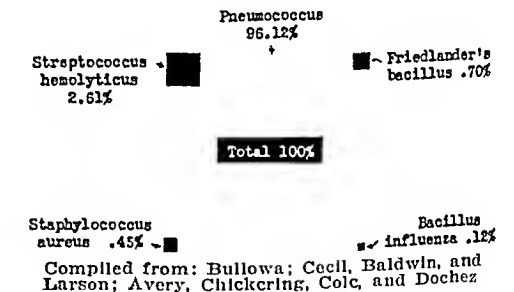 Pneumococcus
96.12%
Streptococcus
hemolyticus
2.61%
Friedlander's
bacillus .70%
Total 100%
Staphylococcus
aureus .45%
Bacillus
influenza .12%
Compiled from: Bullowa; Cecil, Baldwin, and
Larson; Avery, Chickering, Cole, and Dochez